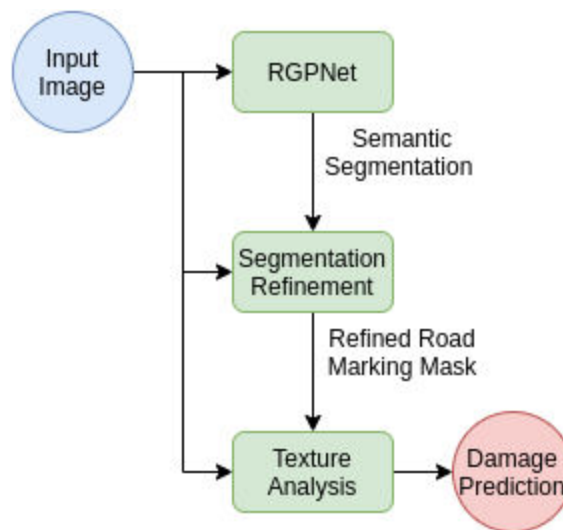 Input
Image
RGPNet
Semantic
Segmentation
Segmentation
Refinement
Refined Road
Marking Mask
Texture
Analysis
Damage
Prediction